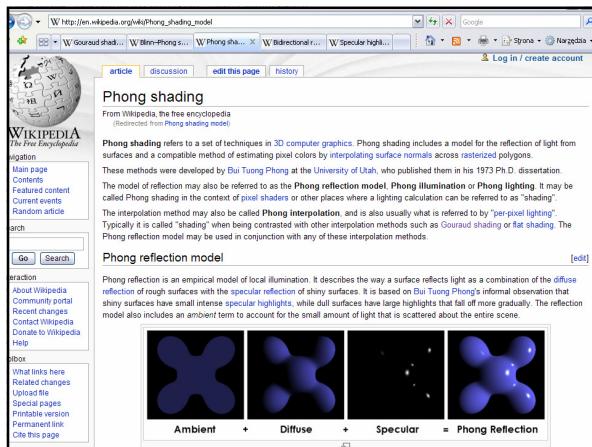 http://en.wikipedia.org/wiki/Phong_shading_model
Google
Gouraud shadi...
Blinn–Phong s...
Phong sha...
Bidirectional r...
Specular highli...
Strona
Narzędzia
Log in / create account
article
discussion
edit this page
history
WIKIPEDIA
The Free Encyclopedia
navigation
Main page
Contents
Featured content
Current events
Random article
earch
Go
Search
eraction
About Wikipedia
Community portal
Recent changes
Contact Wikipedia
Donate to Wikipedia
Help
olbox
What links here
Related changes
Upload file
Special pages
Printable version
Permanent link
Cite this page
Phong shading
From Wikipedia, the free encyclopedia
(Redirected from Phong shading model)
Phong shading refers to a set of techniques in 3D computer graphics. Phong shading includes a model for the reflection of light from
surfaces and a compatible method of estimating pixel colors by interpolating surface normals across rasterized polygons.
These methods were developed by Bui Tuong Phong at the University of Utah, who published them in his 1973 Ph.D. dissertation.
The model of reflection may also be referred to as the Phong reflection model, Phong illumination or Phong lighting. It may be
called Phong shading in the context of pixel shaders or other places where a lighting calculation can be referred to as "shading".
The interpolation method may also be called Phong interpolation, and is also usually what is referred to by "per-pixel lighting".
Typically it is called "shading" when being contrasted with other interpolation methods such as Gouraud shading or flat shading. The
Phong reflection model may be used in conjunction with any of these interpolation methods.
Phong reflection model
[edit]
Phong reflection is an empirical model of local illumination. It describes the way a surface reflects light as a combination of the diffuse
reflection of rough surfaces with the specular reflection of shiny surfaces. It is based on Bui Tuong Phong's informal observation that
shiny surfaces have small intense specular highlights, while dull surfaces have large highlights that fall off more gradually. The reflection
model also includes an ambient term to account for the small amount of light that is scattered about the entire scene.
Ambient + Diffuse + Specular = Phong Reflection